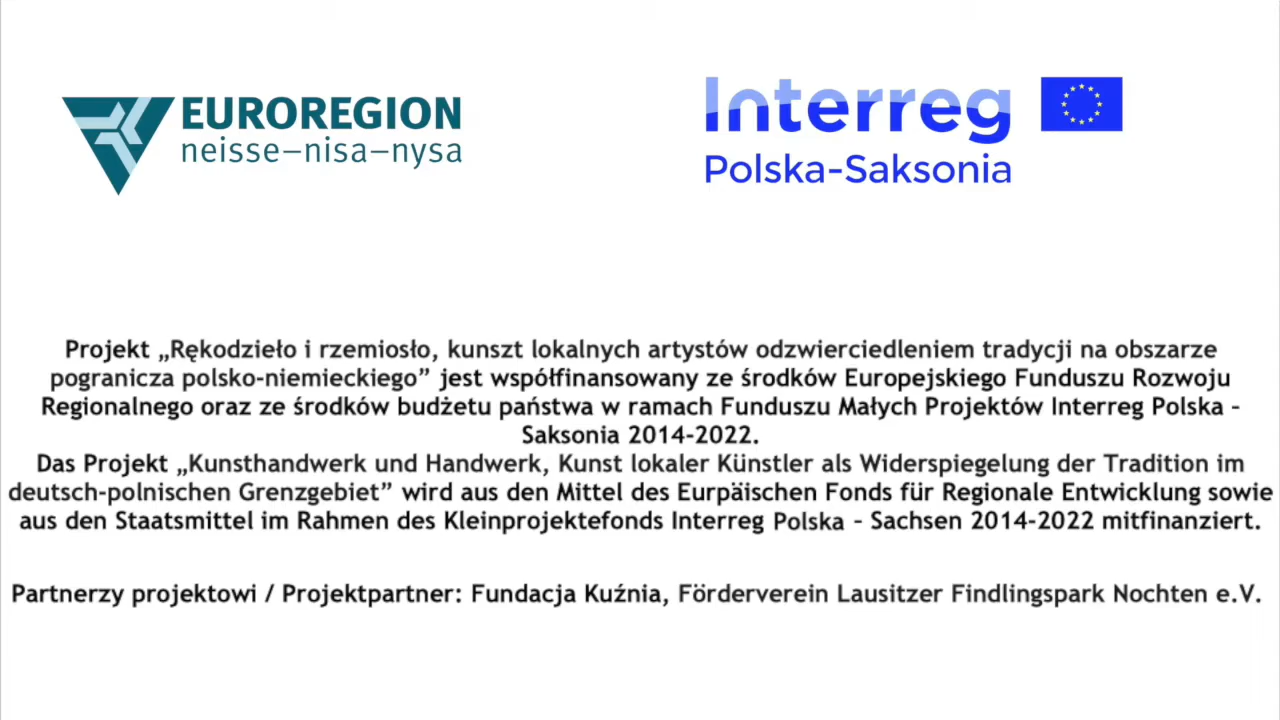 EUROREGION
neisse–nisa–nysa
Interreg
Polska-Saksonia
Projekt „Rękodzieło i rzemiosło, kunszt lokalnych artystów odzwierciedleniem tradycji na obszarze
pogranicza polsko-niemieckiego” jest współfinansowany ze środków Europejskiego Funduszu Rozwoju
Regionalnego oraz ze środków budżetu państwa w ramach Funduszu Małych Projektów Interreg Polska –
Saksonia 2014-2022.
Das Projekt „Kunsthandwerk und Handwerk, Kunst lokaler Künstler als Widerspiegelung der Tradition im
deutsch-polnischen Grenzgebiet” wird aus den Mittel des Eurpäischen Fonds für Regionale Entwicklung sowie
aus den Staatsmittel im Rahmen des Kleinprojektefonds Interreg Polska – Sachsen 2014-2022 mitfinanziert.
Partnerzy projektowi / Projektpartner: Fundacja Kuźnia, Förderverein Lausitzer Findlingspark Nochten e.V.